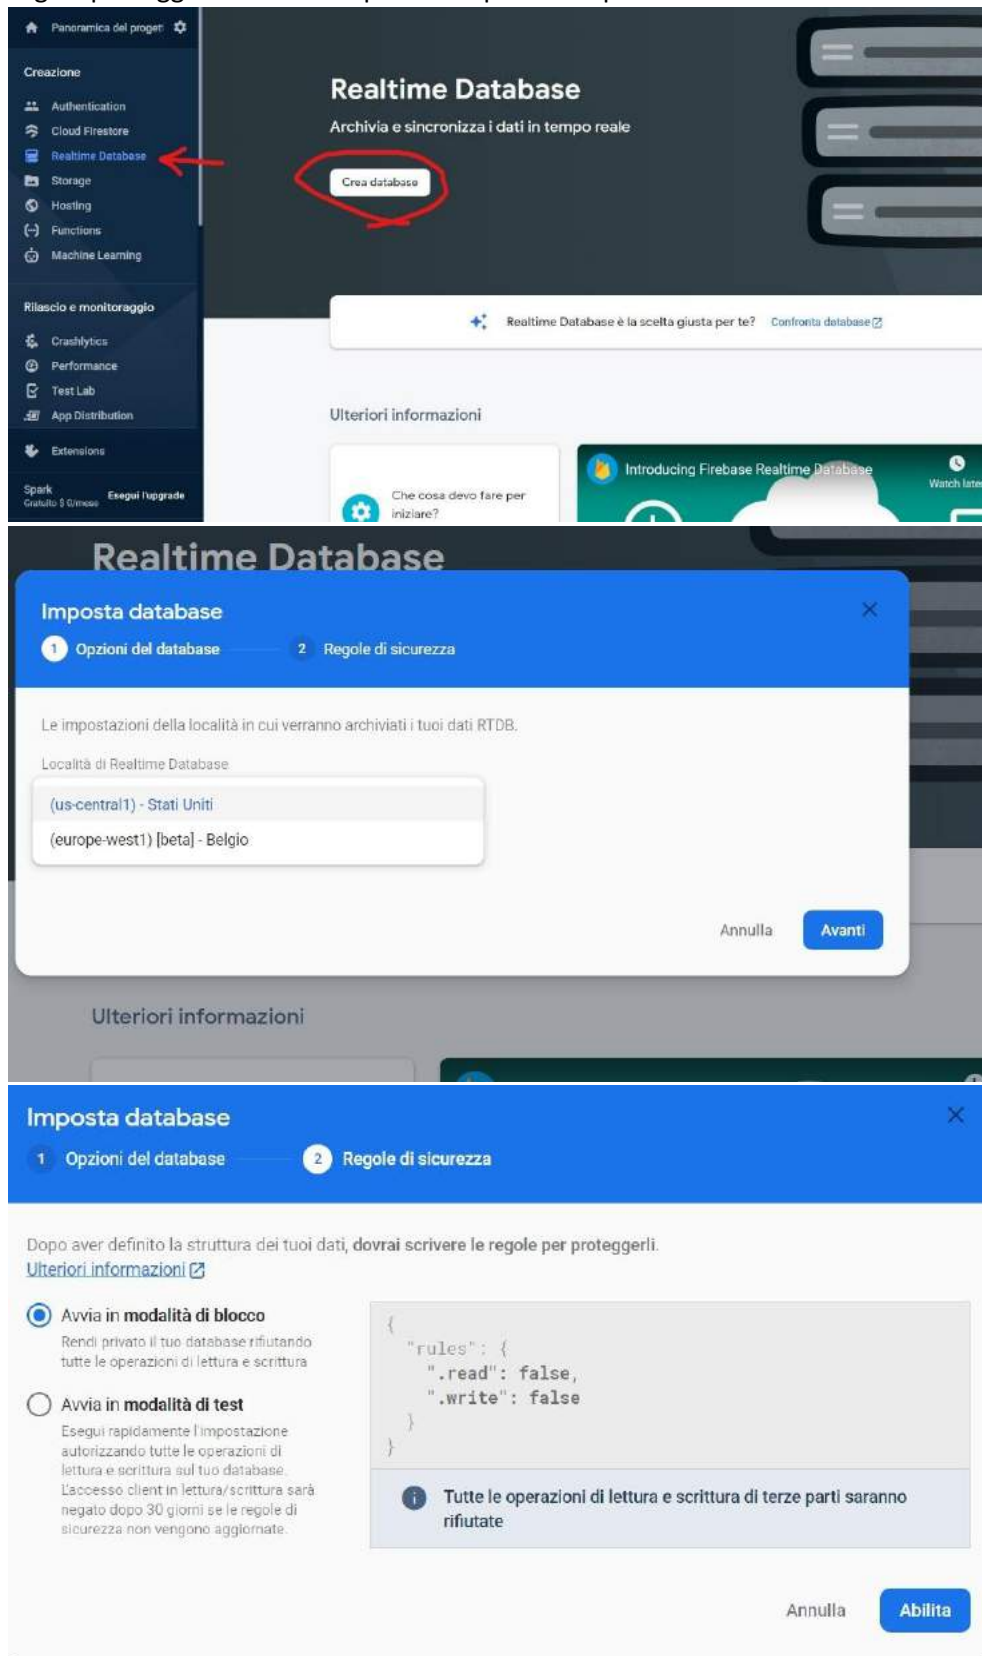 Panoramica del proget
Creazione
Authentication
Cloud Firestore
Realtime Database
Storage
Hosting
Functions
Machine Learning
Rilascio e monitoraggio
Crashlytics
Performance
Test Lab
App Distribution
Extensions
Spark
Gratuito $ 0/mese
Esegui l'upgrade
Realtime Database
Archivia e sincronizza i dati in tempo reale
Crea database
Realtime Database è la scelta giusta per te? Confronta database
Ulteriori informazioni
Che cosa devo fare per
iniziare?
Introducing Firebase Realtime Database
Watch later
Realtime Database
Imposta database
1 Opzioni del database 2 Regole di sicurezza
Le impostazioni della località in cui verranno archiviati i tuoi dati RTDB.
Località di Realtime Database
(us-central1) - Stati Uniti
(europe-west1) [beta] - Belgio
Annulla Avanti
Ulteriori informazioni
Imposta database
1 Opzioni del database 2 Regole di sicurezza
Dopo aver definito la struttura dei tuoi dati, dovrai scrivere le regole per proteggerli.
Ulteriori informazioni
Avvia in modalità di blocco
Rendi privato il tuo database rifiutando
tutte le operazioni di lettura e scrittura
Avvia in modalità di test
Esegui rapidamente l'impostazione
autorizzando tutte le operazioni di
lettura e scrittura sul tuo database.
L'accesso client in lettura/scrittura sarà
negato dopo 30 giorni se le regole di
sicurezza non vengono aggiornate.
{
"rules": {
".read": false,
".write": false
}
}
Tutte le operazioni di lettura e scrittura di terze parti saranno
rifiutate
Annulla Abilita